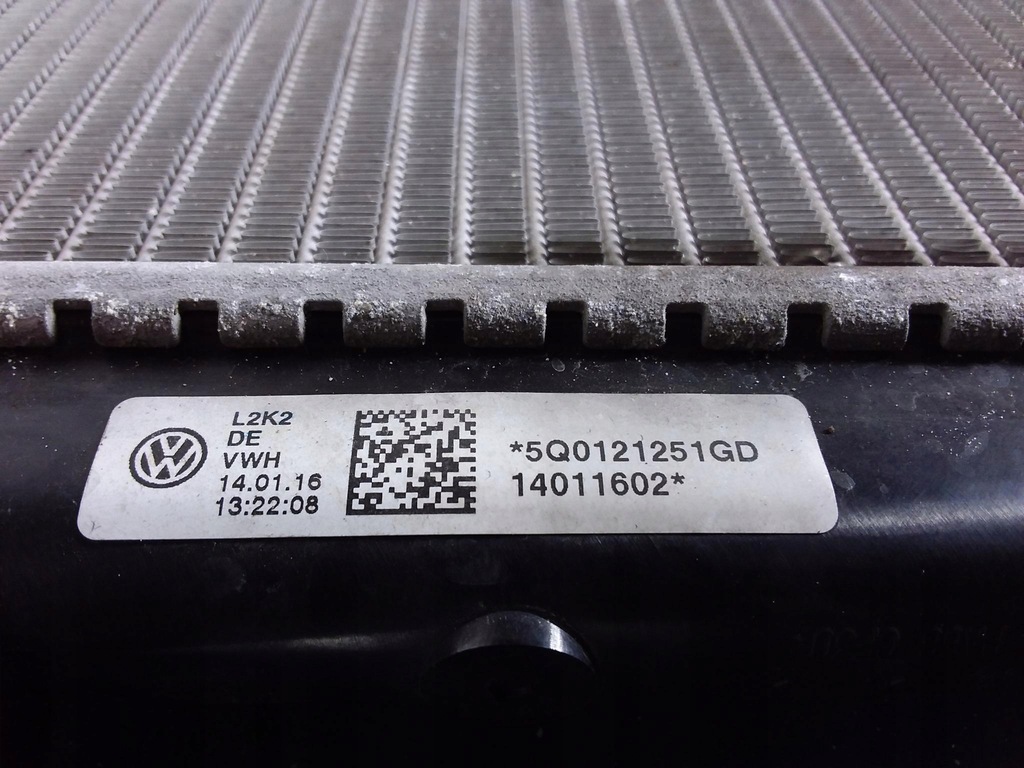 L2K2
DE
VWH
14.01.16
13:22:08
*5Q0121251GD
14011602*